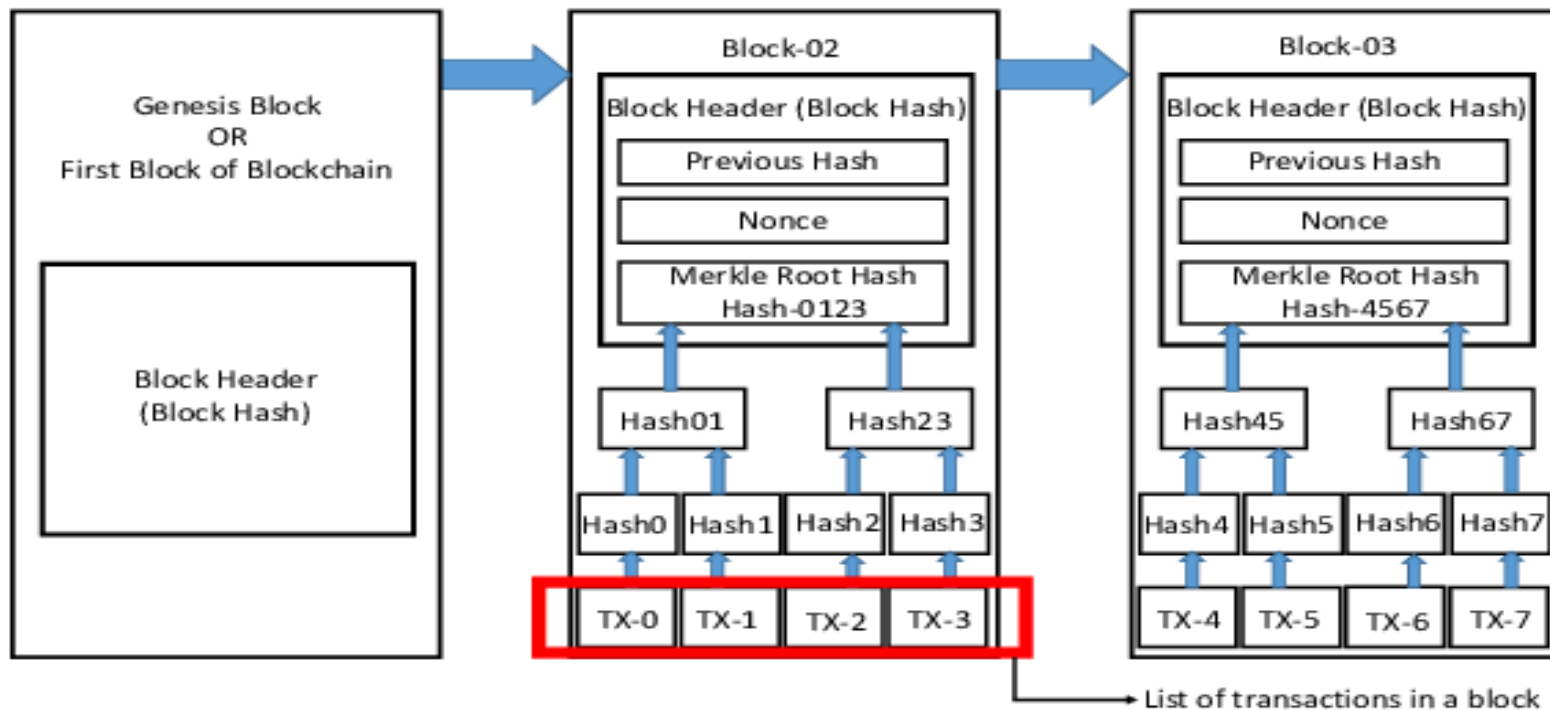 Genesis Block
OR
First Block of Blockchain
Block Header
(Block Hash)
Block-02
Block Header (Block Hash)
Previous Hash
Nonce
Merkle Root Hash
Hash-0123
Hash01 Hash23
Hash0 Hash1 Hash2 Hash3
TX-0 TX-1 TX-2 TX-3
Block-03
Block Header (Block Hash)
Previous Hash
Nonce
Merkle Root Hash
Hash-4567
Hash45 Hash67
Hash4 Hash5 Hash6 Hash7
TX-4 TX-5 TX-6 TX-7
List of transactions in a block